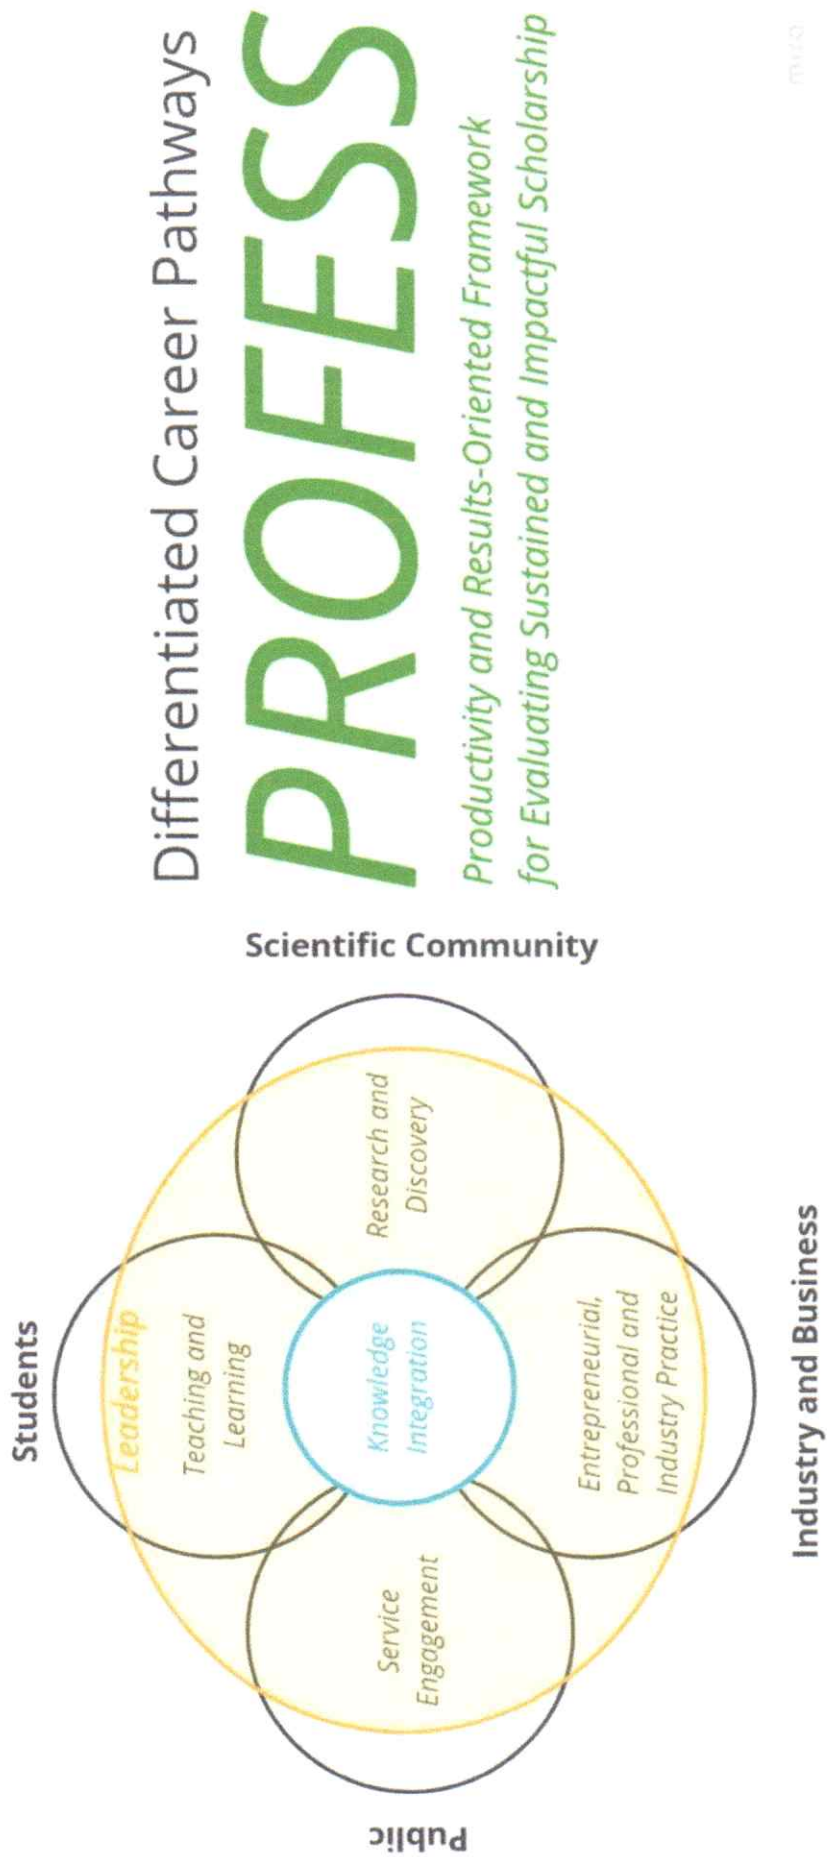 Differentiated Career Pathways
PROFESS
Productivity and Results-Oriented Framework
for Evaluating Sustained and Impactful Scholarship
Students
Leadership
Teaching and
Learning
Public
Service
Engagement
Knowledge
Integration
Research and
Discovery
Scientific Community
Entrepreneurial,
Professional and
Industry Practice
Industry and Business